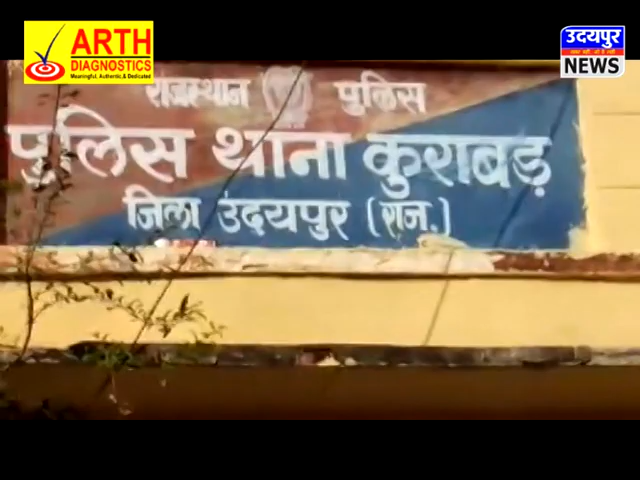 ARTH
DIAGNOSTICS
Meaningful, Authentic & Dedicated
उदयपुर
NEWS
राजस्थान पुलिस
पुलिस थाना कुराबड़
जिला उदयपुर (राज.)